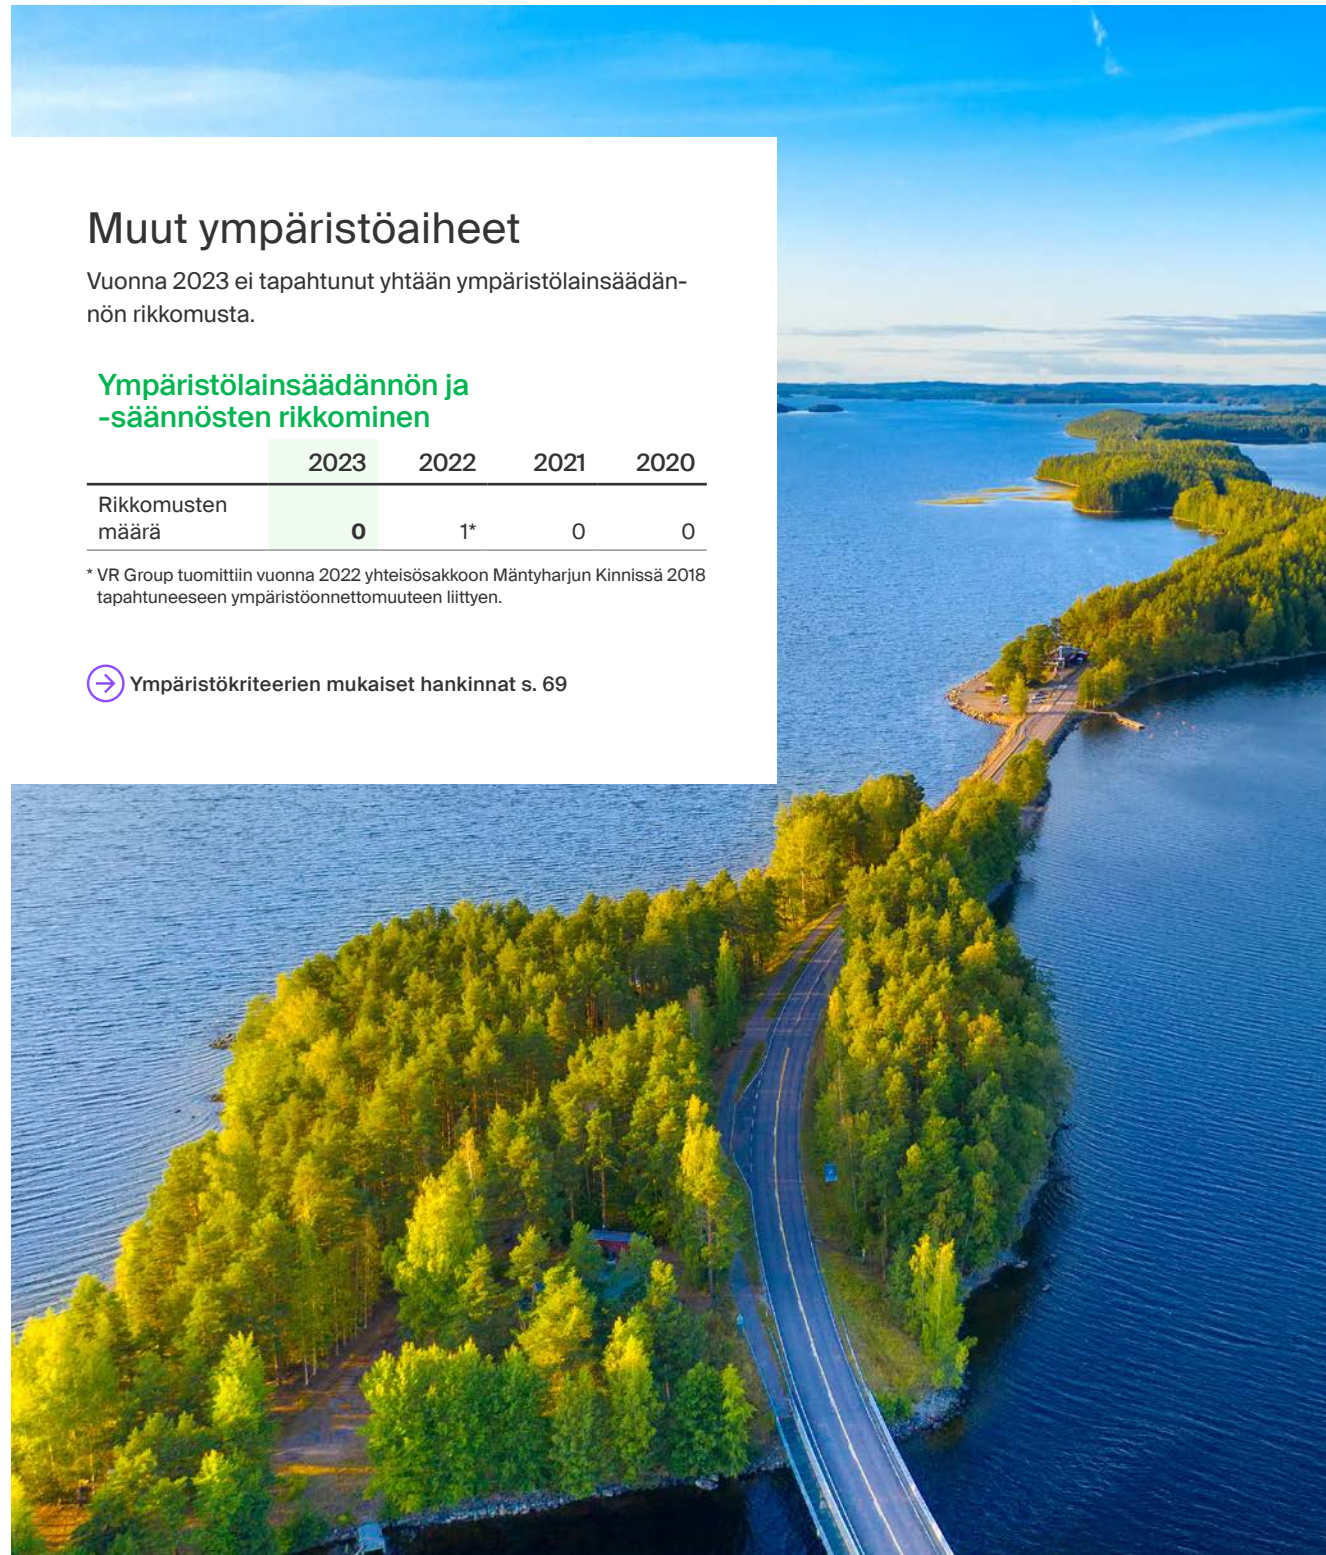 Muut ympäristöaiheet
Vuonna 2023 ei tapahtunut yhtään ympäristölainsäädän-
nön rikkomusta.
Ympäristölainsäädännön ja
-säännösten rikkominen
2023 2022 2021 2020
Rikkomusten
määrä 0 1* 0 0
* VR Group tuomittiin vuonna 2022 yhteisösakkoon Mäntyharjun Kinnissä 2018
tapahtuneeseen ympäristöonnettomuuteen liittyen.
Ympäristökriteerien mukaiset hankinnat s. 69